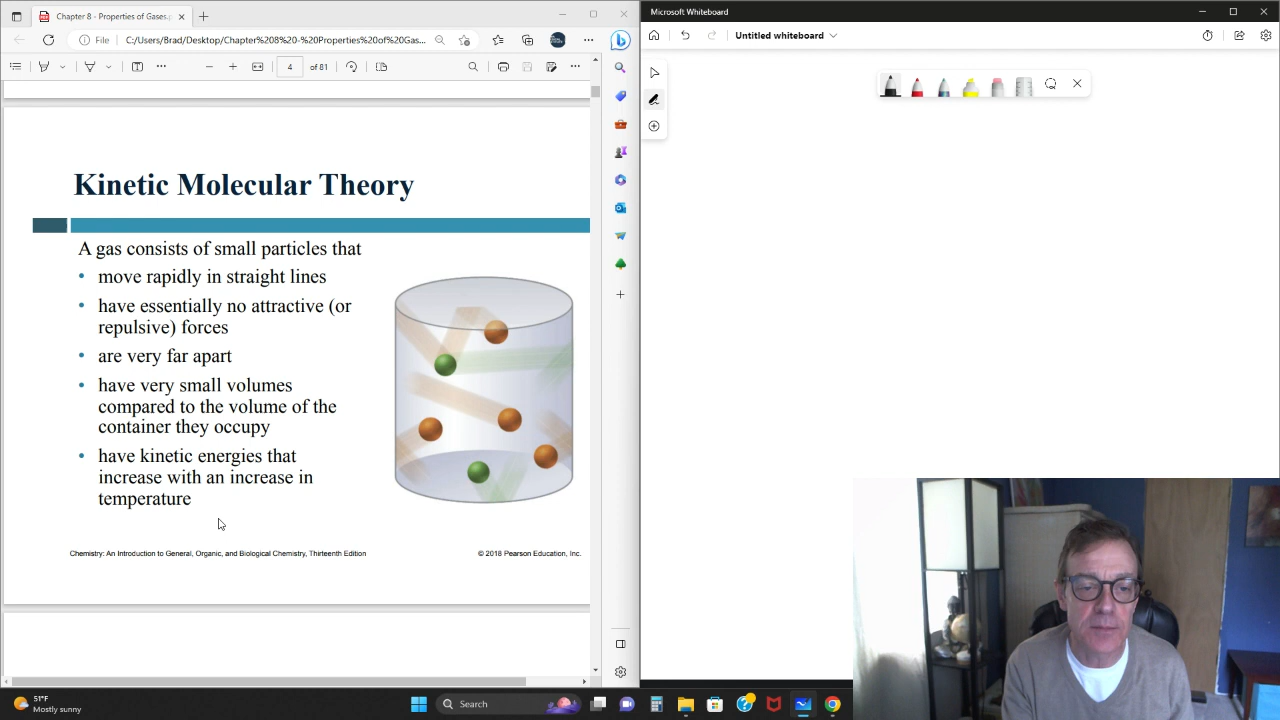 Chapter 8 - Properties of Gases.p
File
C:/Users/Brad/Desktop/Chapter%208%20-%20Properties%20of%20Gas...
4 of 81
Kinetic Molecular Theory
A gas consists of small particles that
• move rapidly in straight lines
• have essentially no attractive (or
repulsive) forces
• are very far apart
• have very small volumes
compared to the volume of the
container they occupy
• have kinetic energies that
increase with an increase in
temperature
Chemistry: An Introduction to General, Organic, and Biological Chemistry, Thirteenth Edition
© 2018 Pearson Education, Inc.
Microsoft Whiteboard
Untitled whiteboard
51°F
Mostly sunny
Search